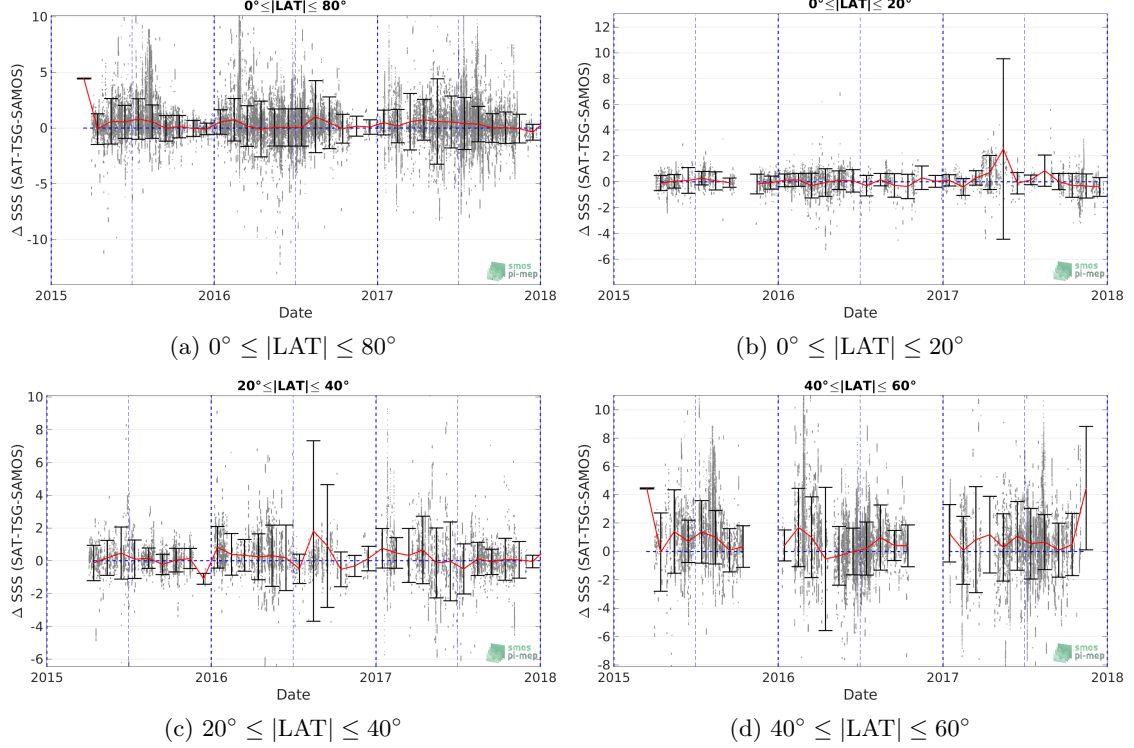 0°≤|LAT|≤ 80°
10
5
0
-5
-10
Δ SSS (SAT-TSG-SAMOS)
smos
pi-mep
2015 2016 2017 2018
Date
(a) 0° ≤ |LAT| ≤ 80°
0°≤|LAT|≤ 20°
12
10
8
6
4
2
0
-2
-4
-6
Δ SSS (SAT-TSG-SAMOS)
smos
pi-mep
2015 2016 2017 2018
Date
(b) 0° ≤ |LAT| ≤ 20°
20°≤|LAT|≤ 40°
10
8
6
4
2
0
-2
-4
-6
Δ SSS (SAT-TSG-SAMOS)
smos
pi-mep
2015 2016 2017 2018
Date
(c) 20° ≤ |LAT| ≤ 40°
40°≤|LAT|≤ 60°
10
8
6
4
2
0
-2
-4
-6
-8
Δ SSS (SAT-TSG-SAMOS)
smos
pi-mep
2015 2016 2017 2018
Date
(d) 40° ≤ |LAT| ≤ 60°